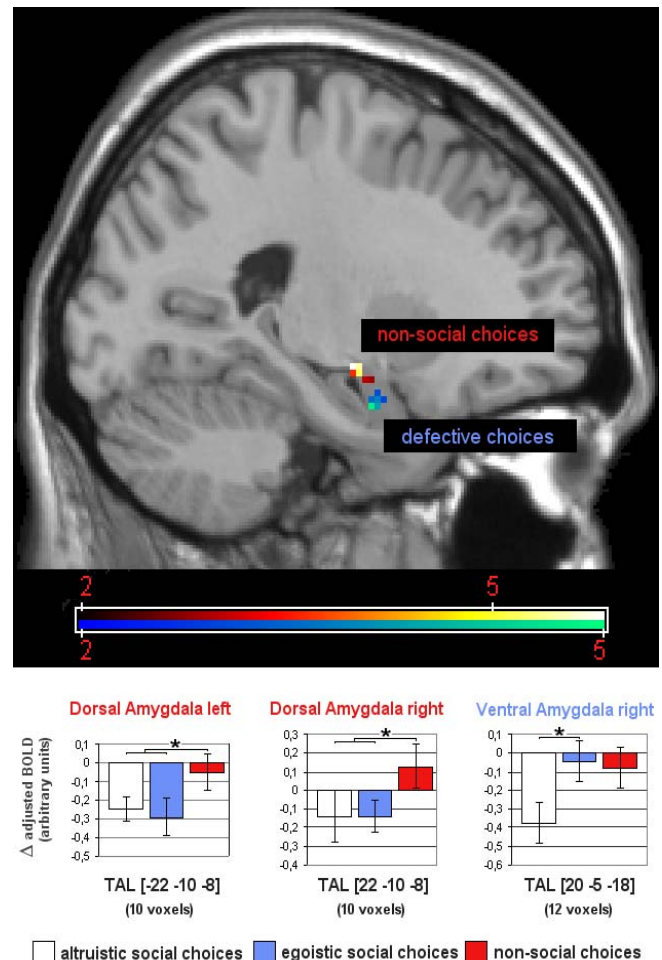 non-social choices
defective choices
2 5
2 5
Dorsal Amygdala left
Dorsal Amygdala right
Ventral Amygdala right
Δ adjusted BOLD
(arbitrary units)
0,1
0
-0,1
-0,2
-0,3
-0,4
-0,5
*
TAL [-22 -10 -8]
(10 voxels)
0,3
0,2
0,1
0
-0,1
-0,2
-0,3
-0,4
*
TAL [22 -10 -8]
(10 voxels)
0,1
0
-0,1
-0,2
-0,3
-0,4
-0,5
-0,6
*
TAL [20 -5 -18]
(12 voxels)
altruistic social choices egoistic social choices non-social choices